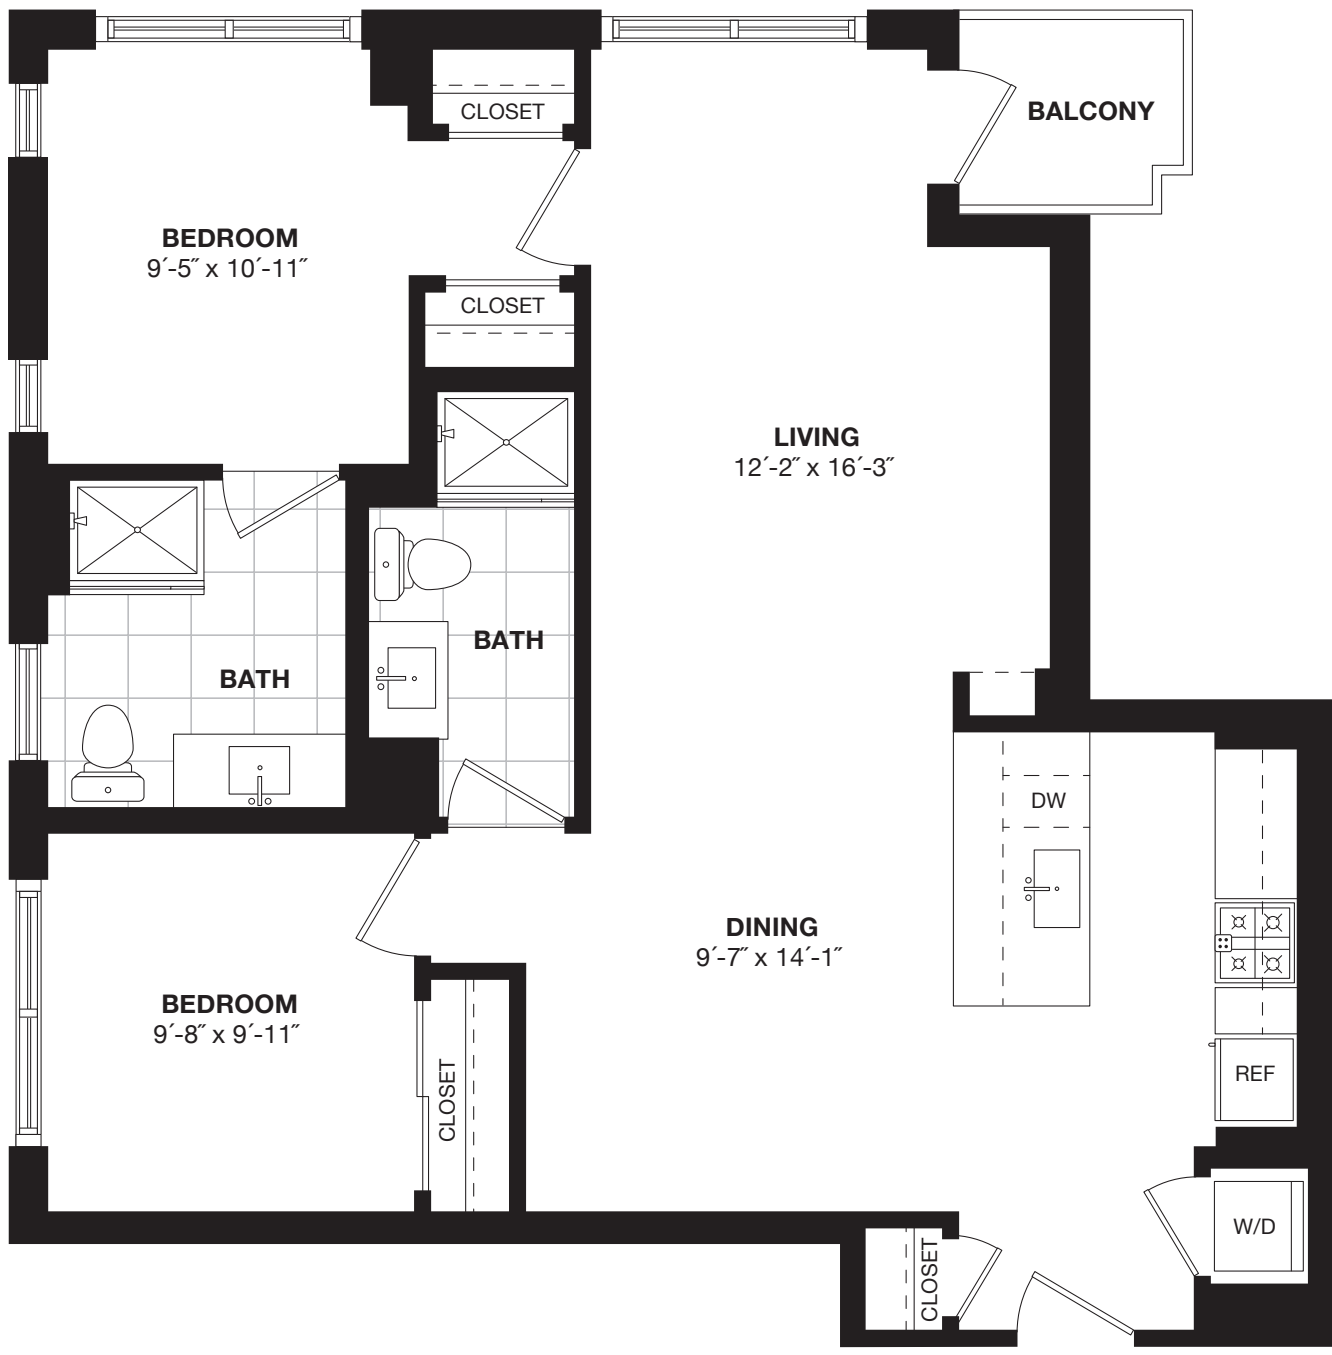 CLOSET
BALCONY
BEDROOM
9´-5˝ x 10´-11˝
CLOSET
LIVING
12´-2˝ x 16´-3˝
BATH
BATH
DW
DINING
9´-7˝ x 14´-1˝
BEDROOM
9´-8˝ x 9´-11˝
CLOSET
REF
W/D
CLOSET